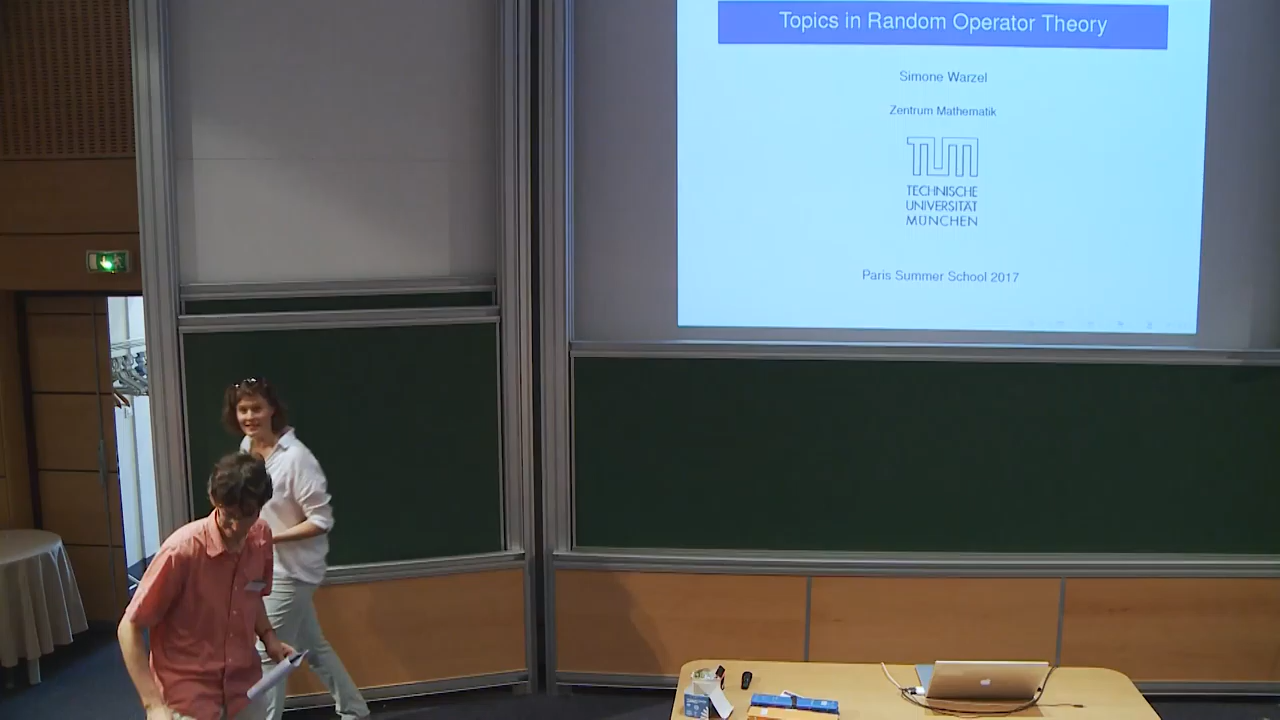 Topics in Random Operator Theory
Simone Warzel
Zentrum Mathematik
TUM
TECHNISCHE
UNIVERSITÄT
MÜNCHEN
Paris Summer School 2017